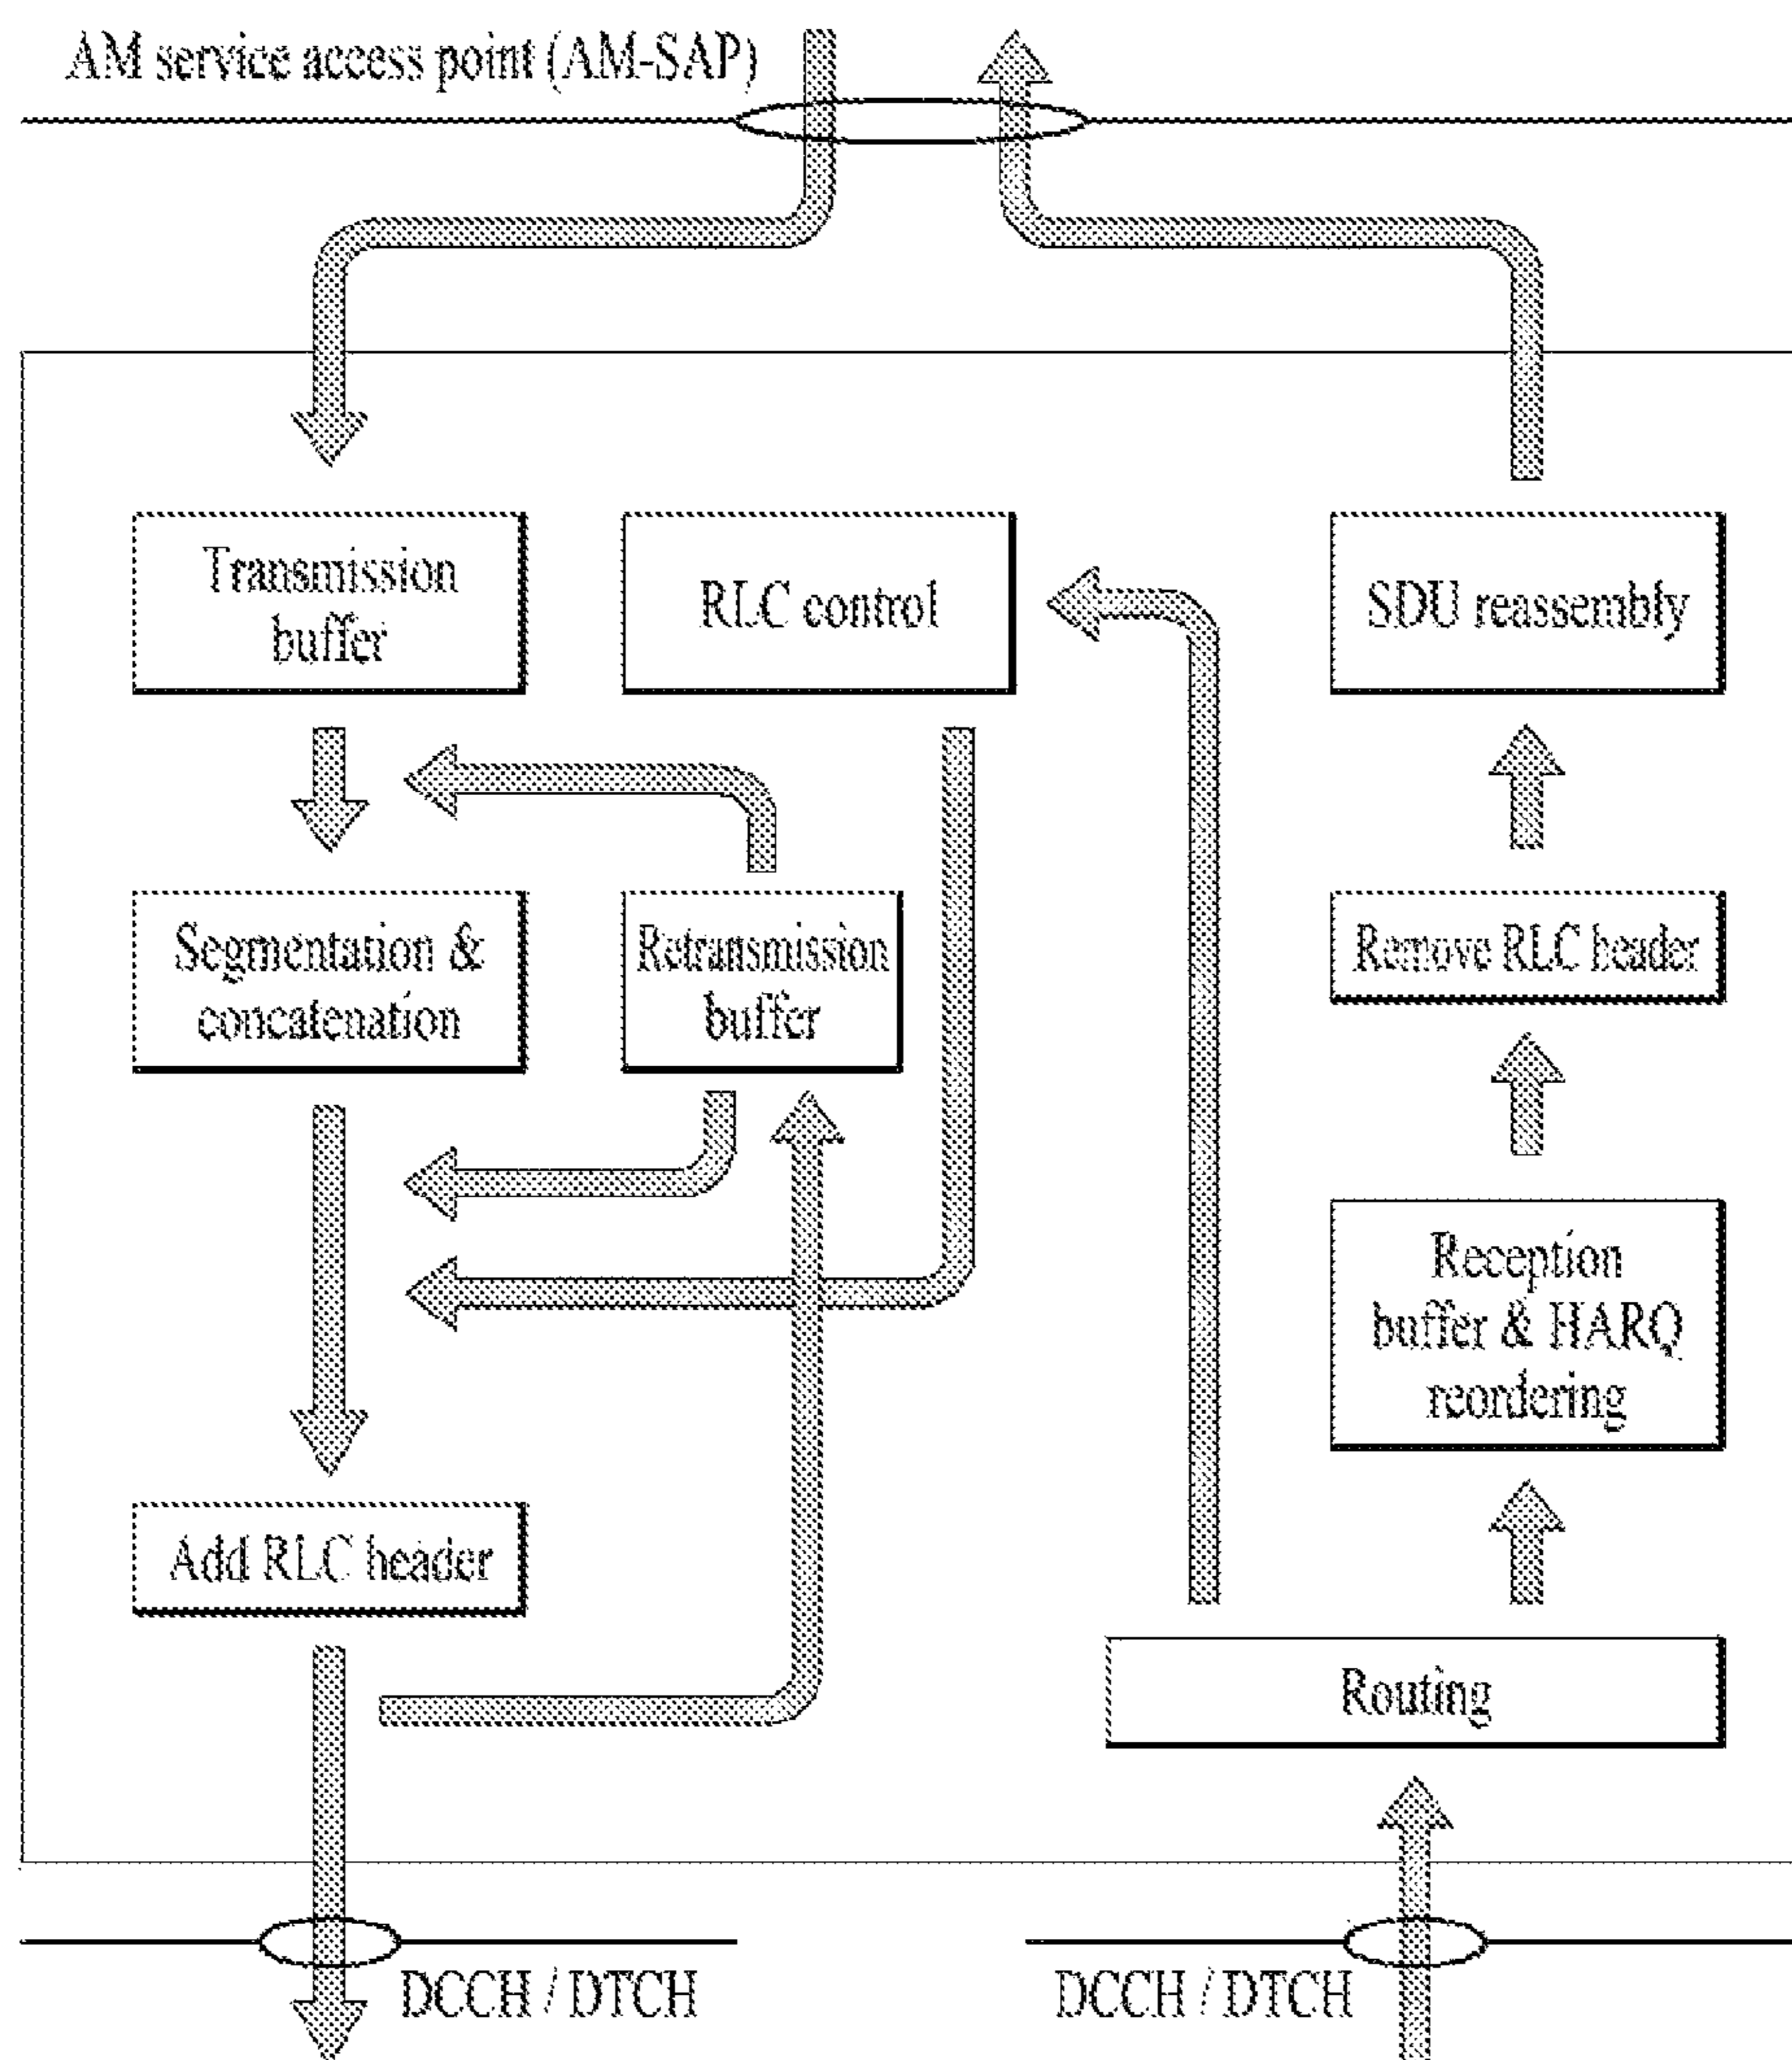 AM service access point (AM-SAP)
Transmission
buffer
RLC control
SDU reassembly
Segmentation &
concatenation
Retransmission
buffer
Remove RLC header
Reception
buffer & HARQ
reordering
Add RLC header
Routing
DCCH / DTCH
DCCH / DTCH